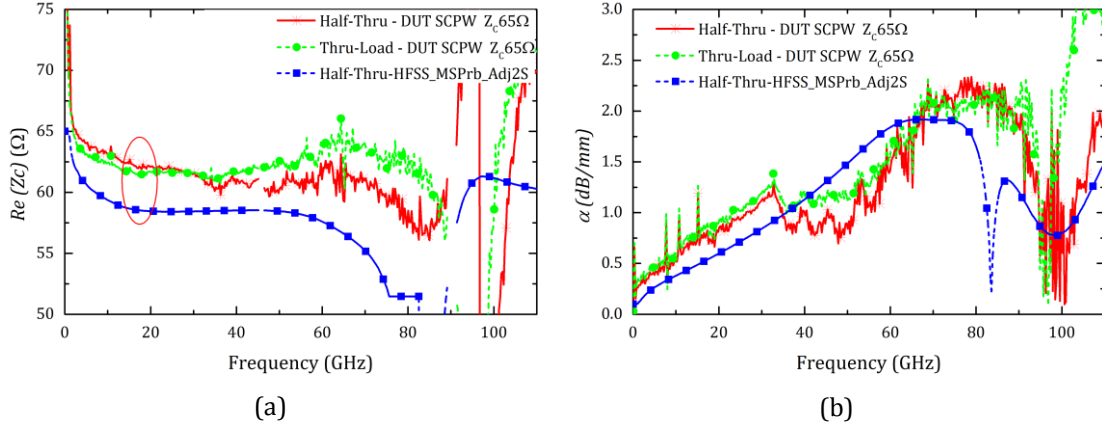 75
70
65
60
55
50
Re (Zc) (Ω)
Half-Thru - DUT SCPW Z_C65Ω
Thru-Load - DUT SCPW Z_C65Ω
Half-Thru-HFSS_MSPrb_Adj2S
0 20 40 60 80 100
Frequency (GHz)
(a)
3.0
2.5
2.0
1.5
1.0
0.5
0.0
α (dB/mm)
Half-Thru - DUT SCPW Z_C65Ω
Thru-Load - DUT SCPW Z_C65Ω
Half-Thru-HFSS_MSPrb_Adj2S
0 20 40 60 80 100
Frequency (GHz)
(b)